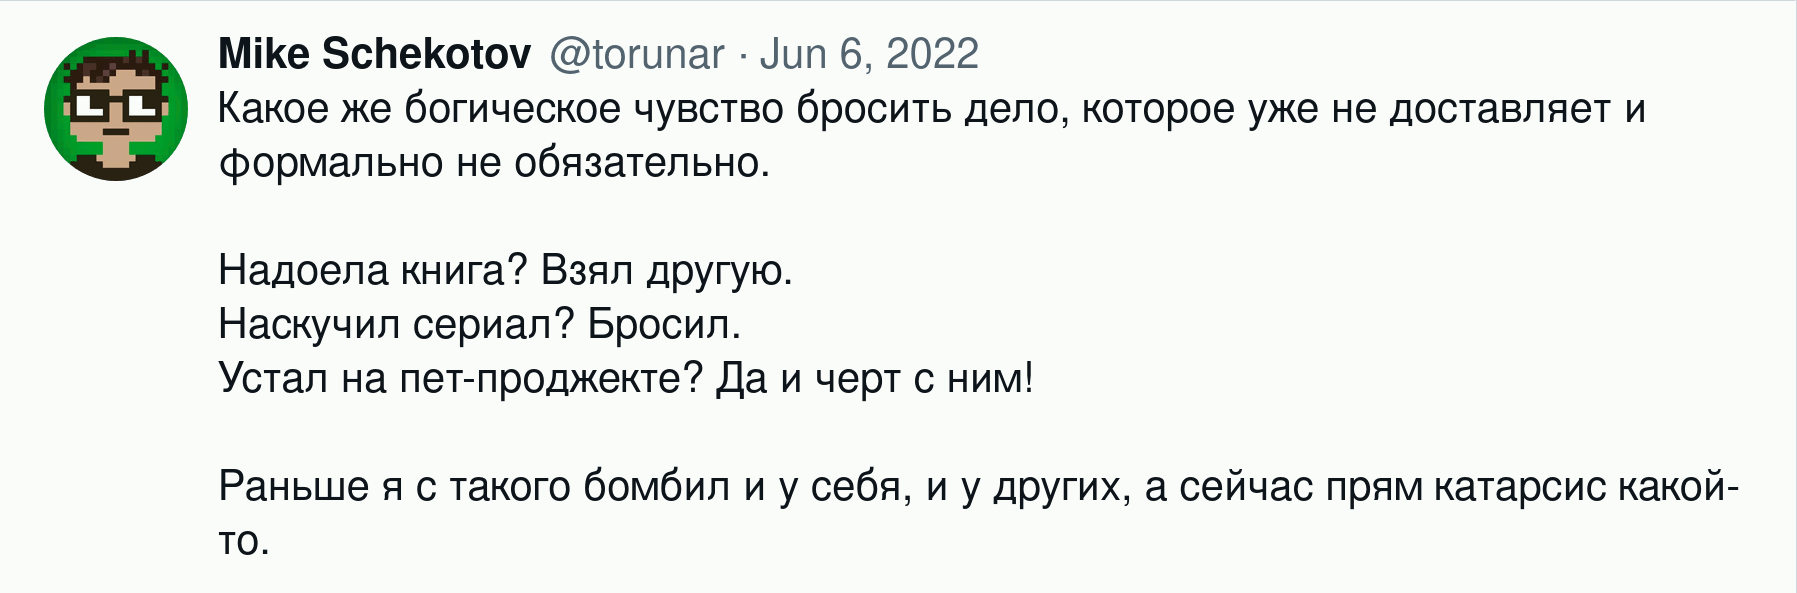 Mike Schekotov @torunar · Jun 6, 2022
Какое же богическое чувство бросить дело, которое уже не доставляет и
формально не обязательно.
Надоела книга? Взял другую.
Наскучил сериал? Бросил.
Устал на пет-проджекте? Да и черт с ним!
Раньше я с такого бомбил и у себя, и у других, а сейчас прям катарсис какой-
то.